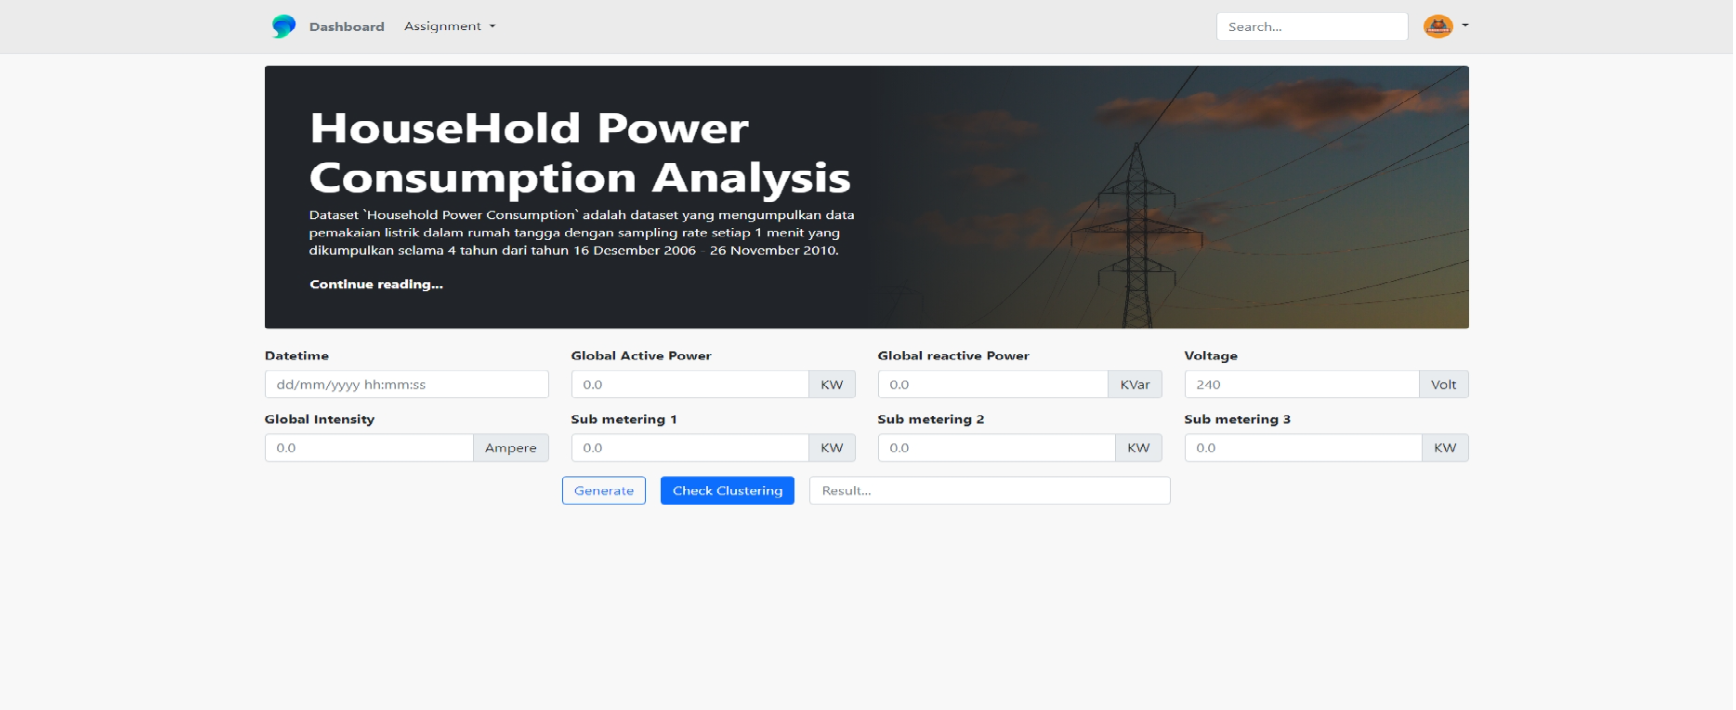 Dashboard Assignment Search...
HouseHold Power
Consumption Analysis
Dataset `Household Power Consumption` adalah dataset yang mengumpulkan data
pemakaian listrik dalam rumah tangga dengan sampling rate setiap 1 menit yang
dikumpulkan selama 4 tahun dari tahun 16 Desember 2006 - 26 November 2010.
Continue reading...
Datetime Global Active Power Global reactive Power Voltage
dd/mm/yyyy hh:mm:ss 0.0 KW 0.0 KVar 240 Volt
Global Intensity Sub metering 1 Sub metering 2 Sub metering 3
0.0 Ampere 0.0 KW 0.0 KW 0.0 KW
Generate Check Clustering Result...